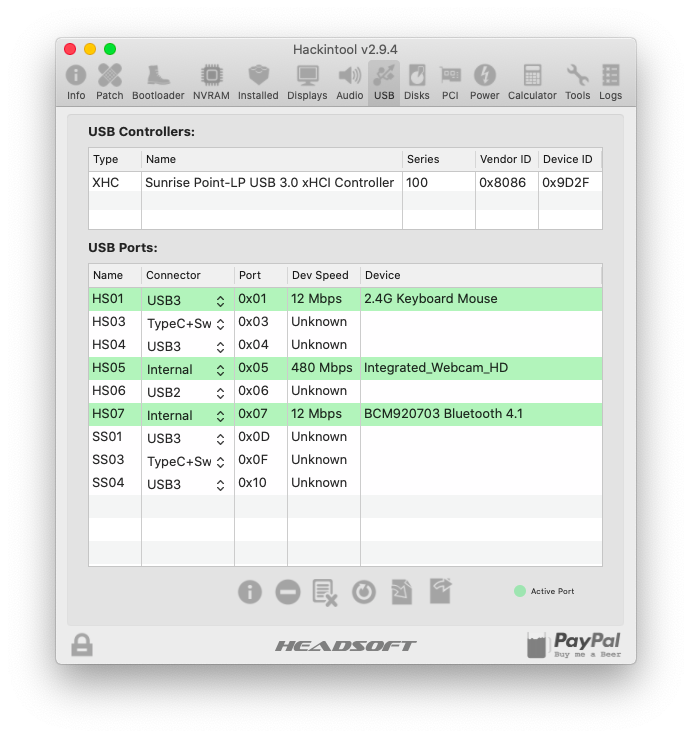 Hackintool v2.9.4
Info Patch Bootloader NVRAM Installed Displays Audio USB Disks PCI Power Calculator Tools Logs
USB Controllers:
Type Name Series Vendor ID Device ID
XHC Sunrise Point-LP USB 3.0 xHCI Controller 100 0x8086 0x9D2F
USB Ports:
Name Connector Port Dev Speed Device
HS01 USB3 0x01 12 Mbps 2.4G Keyboard Mouse
HS03 TypeC+Sw 0x03 Unknown
HS04 USB3 0x04 Unknown
HS05 Internal 0x05 480 Mbps Integrated_Webcam_HD
HS06 USB2 0x06 Unknown
HS07 Internal 0x07 12 Mbps BCM920703 Bluetooth 4.1
SS01 USB3 0x0D Unknown
SS03 TypeC+Sw 0x0F Unknown
SS04 USB3 0x10 Unknown
Active Port
HEADSOFT
PayPal
Buy me a Beer